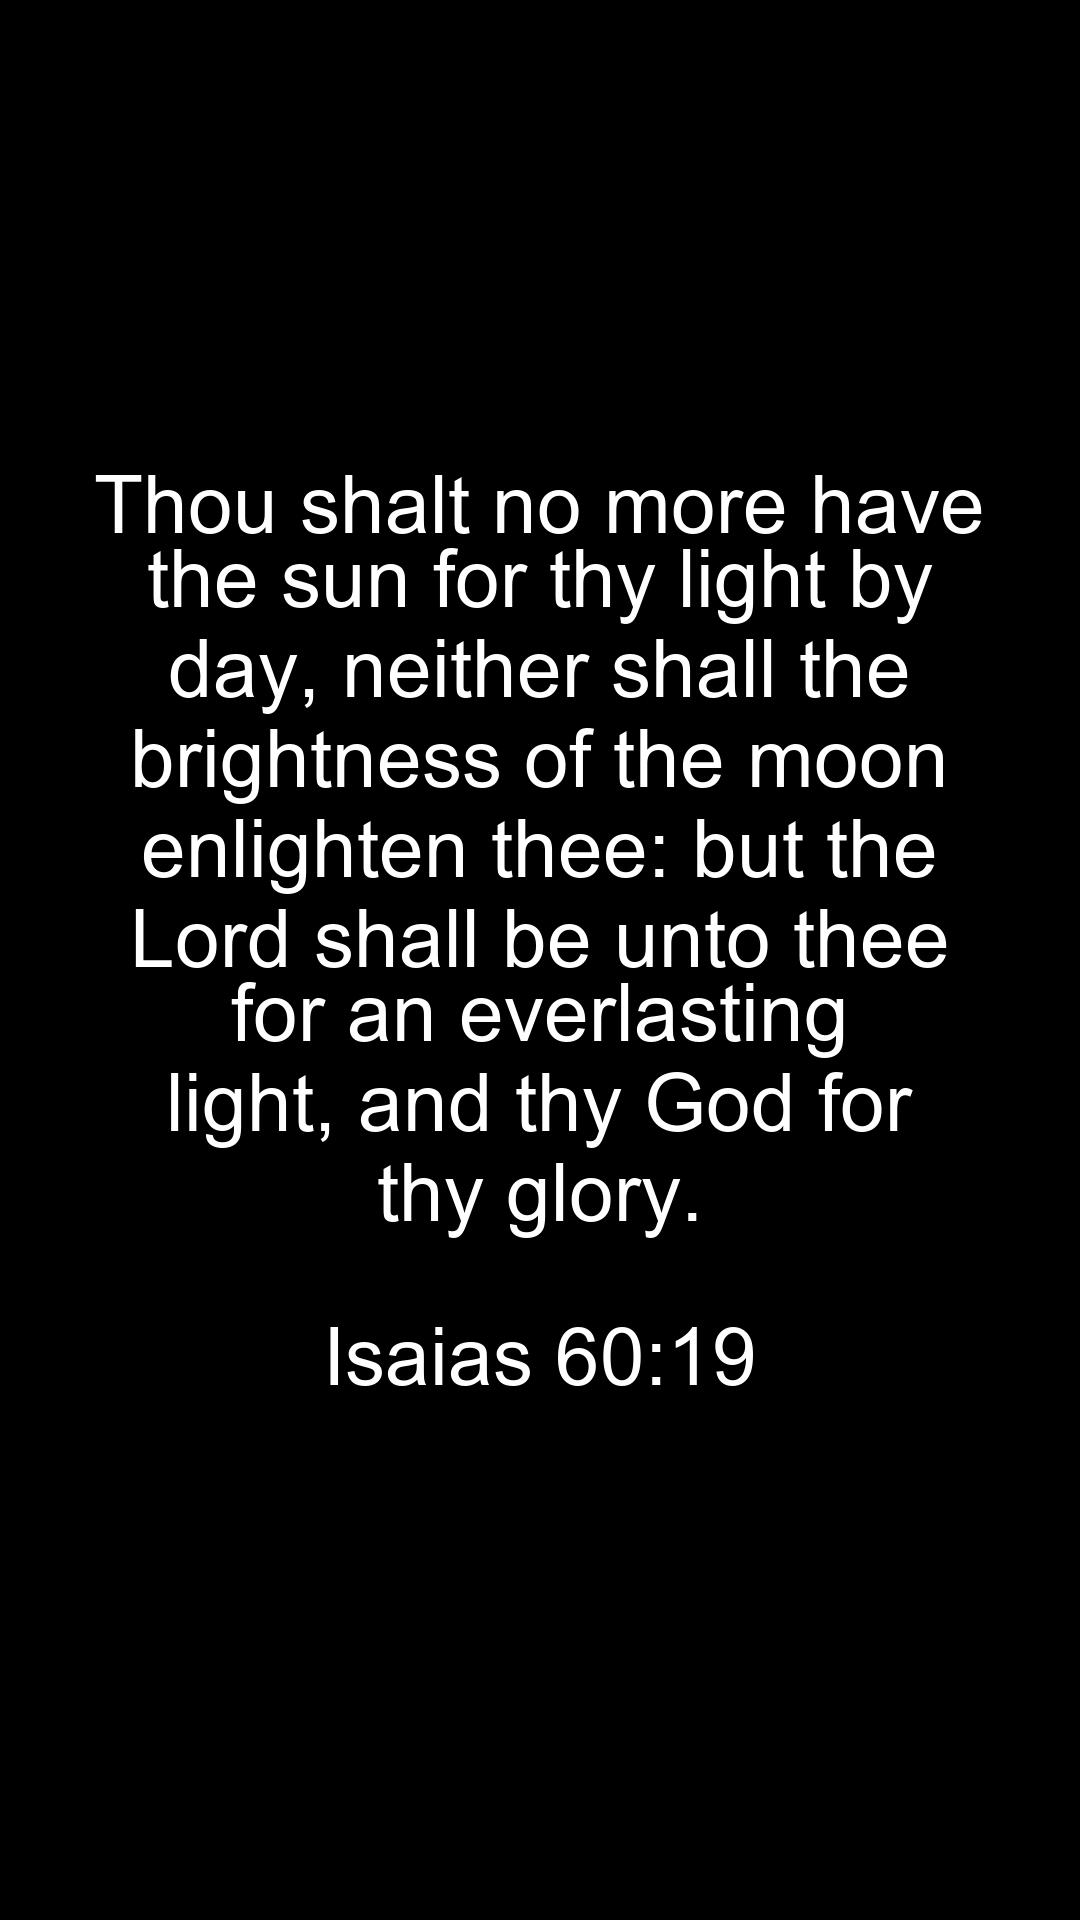 Thou shalt no more have
the sun for thy light by
day, neither shall the
brightness of the moon
enlighten thee: but the
Lord shall be unto thee
for an everlasting
light, and thy God for
thy glory.
Isaias 60:19